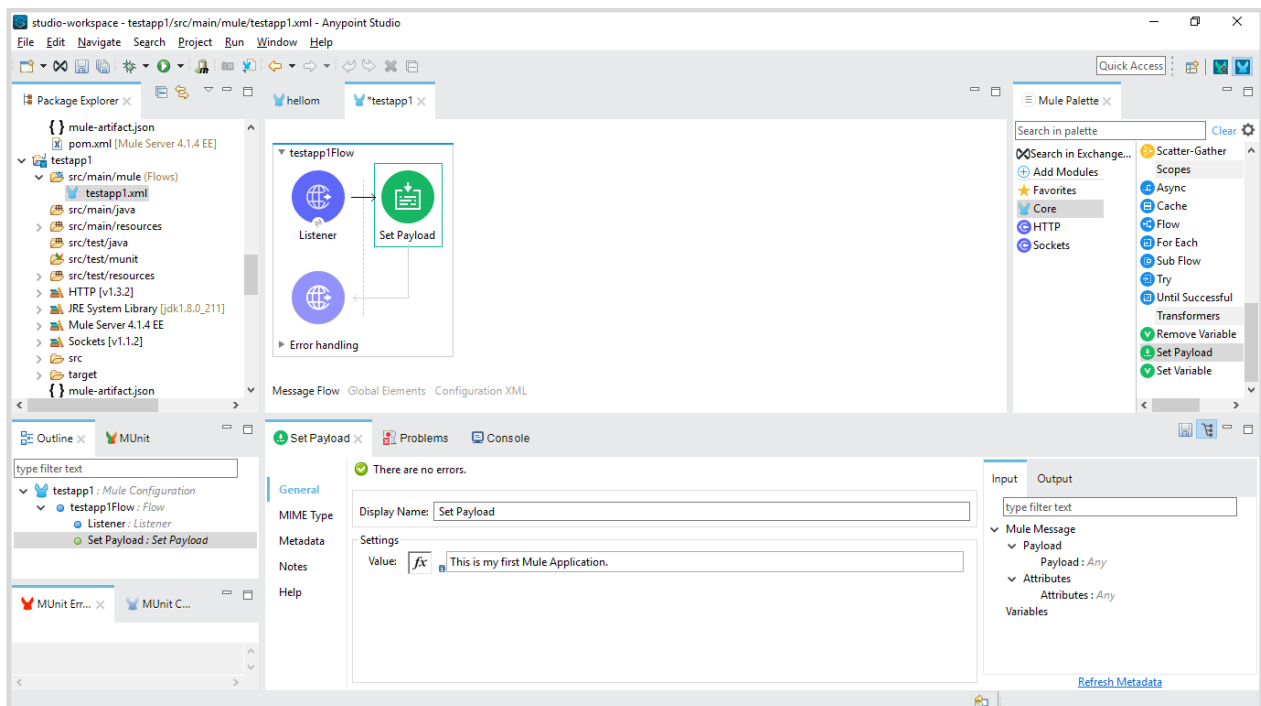 studio-workspace - testapp1/src/main/mule/testapp1.xml - Anypoint Studio
File Edit Navigate Search Project Run Window Help
Quick Access
Package Explorer
{ } mule-artifact.json
pom.xml [Mule Server 4.1.4 EE]
testapp1
src/main/mule (Flows)
testapp1.xml
src/main/java
src/main/resources
src/test/java
src/test/munit
src/test/resources
HTTP [v1.3.2]
JRE System Library [jdk1.8.0_211]
Mule Server 4.1.4 EE
Sockets [v1.1.2]
src
target
{ } mule-artifact.json
hellom
*testapp1
testapp1Flow
Listener
Set Payload
Error handling
Message Flow Global Elements Configuration XML
Mule Palette
Search in palette
Clear
Search in Exchange...
Add Modules
Favorites
Core
HTTP
Sockets
Scatter-Gather
Scopes
Async
Cache
Flow
For Each
Sub Flow
Try
Until Successful
Transformers
Remove Variable
Set Payload
Set Variable
Outline
MUnit
type filter text
testapp1 : Mule Configuration
testapp1Flow : Flow
Listener : Listener
Set Payload : Set Payload
MUnit Err...
MUnit C...
Set Payload
Problems
Console
There are no errors.
General
MIME Type
Metadata
Notes
Help
Display Name: Set Payload
Settings
Value: fx This is my first Mule Application.
Input Output
type filter text
Mule Message
Payload
Payload : Any
Attributes
Attributes : Any
Variables
Refresh Metadata